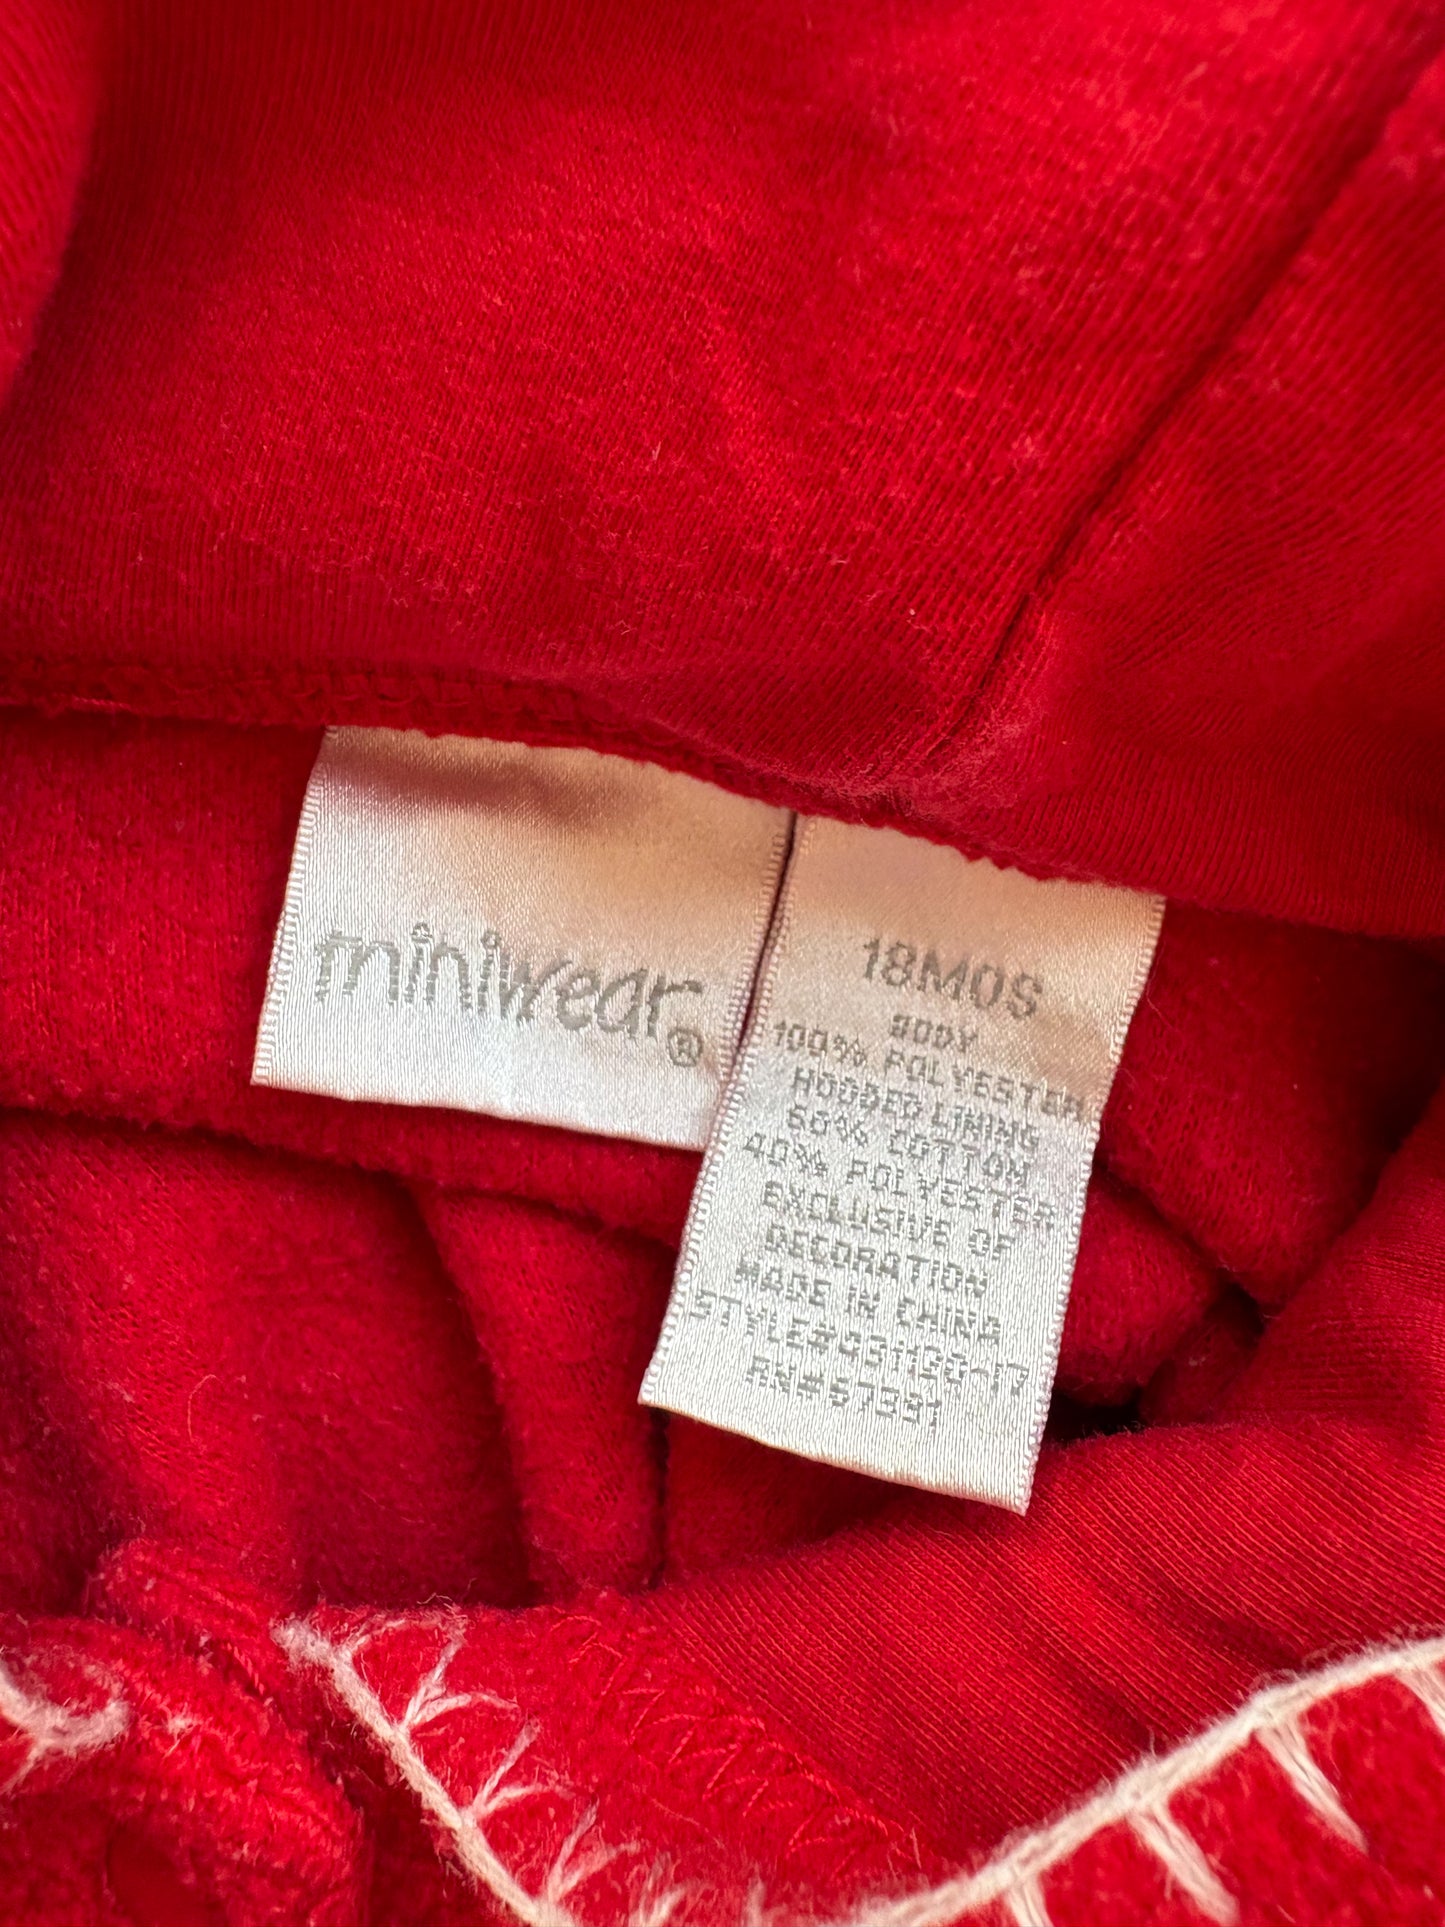 miniwear®
18MOS
BODY
100% POLYESTER
HOODED LINING
60% COTTON
40% POLYESTER
EXCLUSIVE OF
DECORATION
MADE IN CHINA